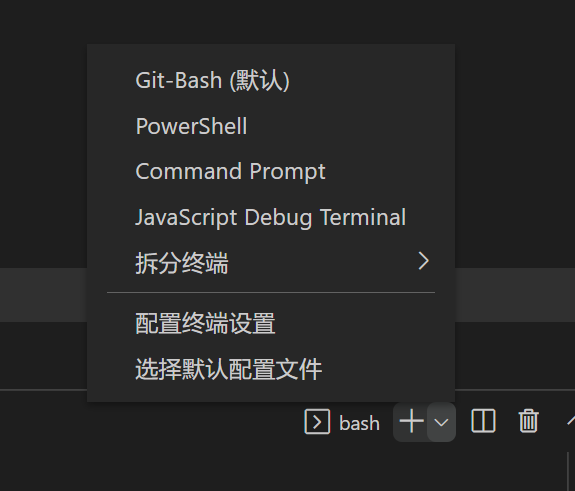 Git-Bash (默认)
PowerShell
Command Prompt
JavaScript Debug Terminal
拆分终端
配置终端设置
选择默认配置文件
bash